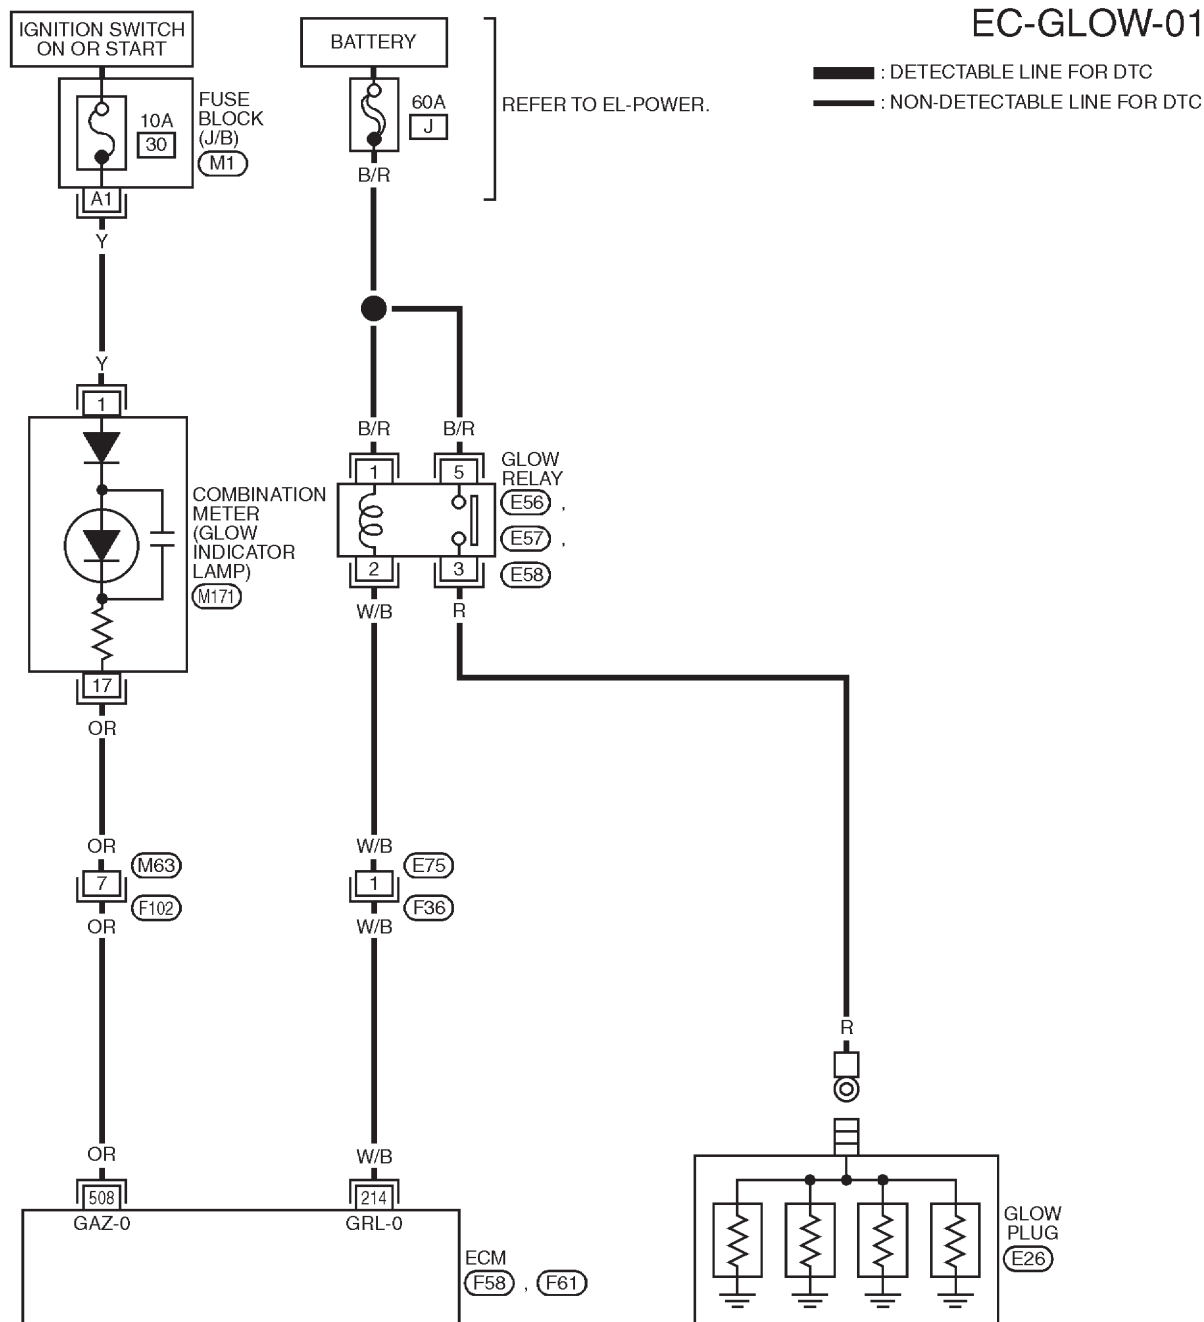 EC-GLOW-01
IGNITION SWITCH
ON OR START
BATTERY
: DETECTABLE LINE FOR DTC
: NON-DETECTABLE LINE FOR DTC
10A
30
FUSE
BLOCK
(J/B)
M1
60A
J
REFER TO EL-POWER.
A1
B/R
Y
Y
1
B/R
B/R
1
5
GLOW
RELAY
E56 ,
E57 ,
E58
2
3
COMBINATION
METER
(GLOW
INDICATOR
LAMP)
M171
W/B
R
17
OR
OR
M63
7
F102
OR
W/B
E75
1
F36
W/B
R
OR
W/B
508
214
GAZ-0
GRL-0
ECM
F58 , F61
GLOW
PLUG
E26